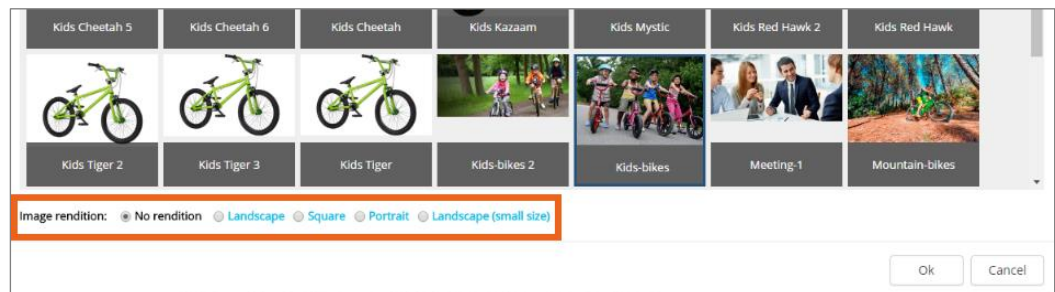 Kids Cheetah 5 Kids Cheetah 6 Kids Cheetah Kids Kazaam Kids Mystic Kids Red Hawk 2 Kids Red Hawk
Kids Tiger 2 Kids Tiger 3 Kids Tiger Kids-bikes 2 Kids-bikes Meeting-1 Mountain-bikes
Image rendition: No rendition Landscape Square Portrait Landscape (small size)
Ok Cancel